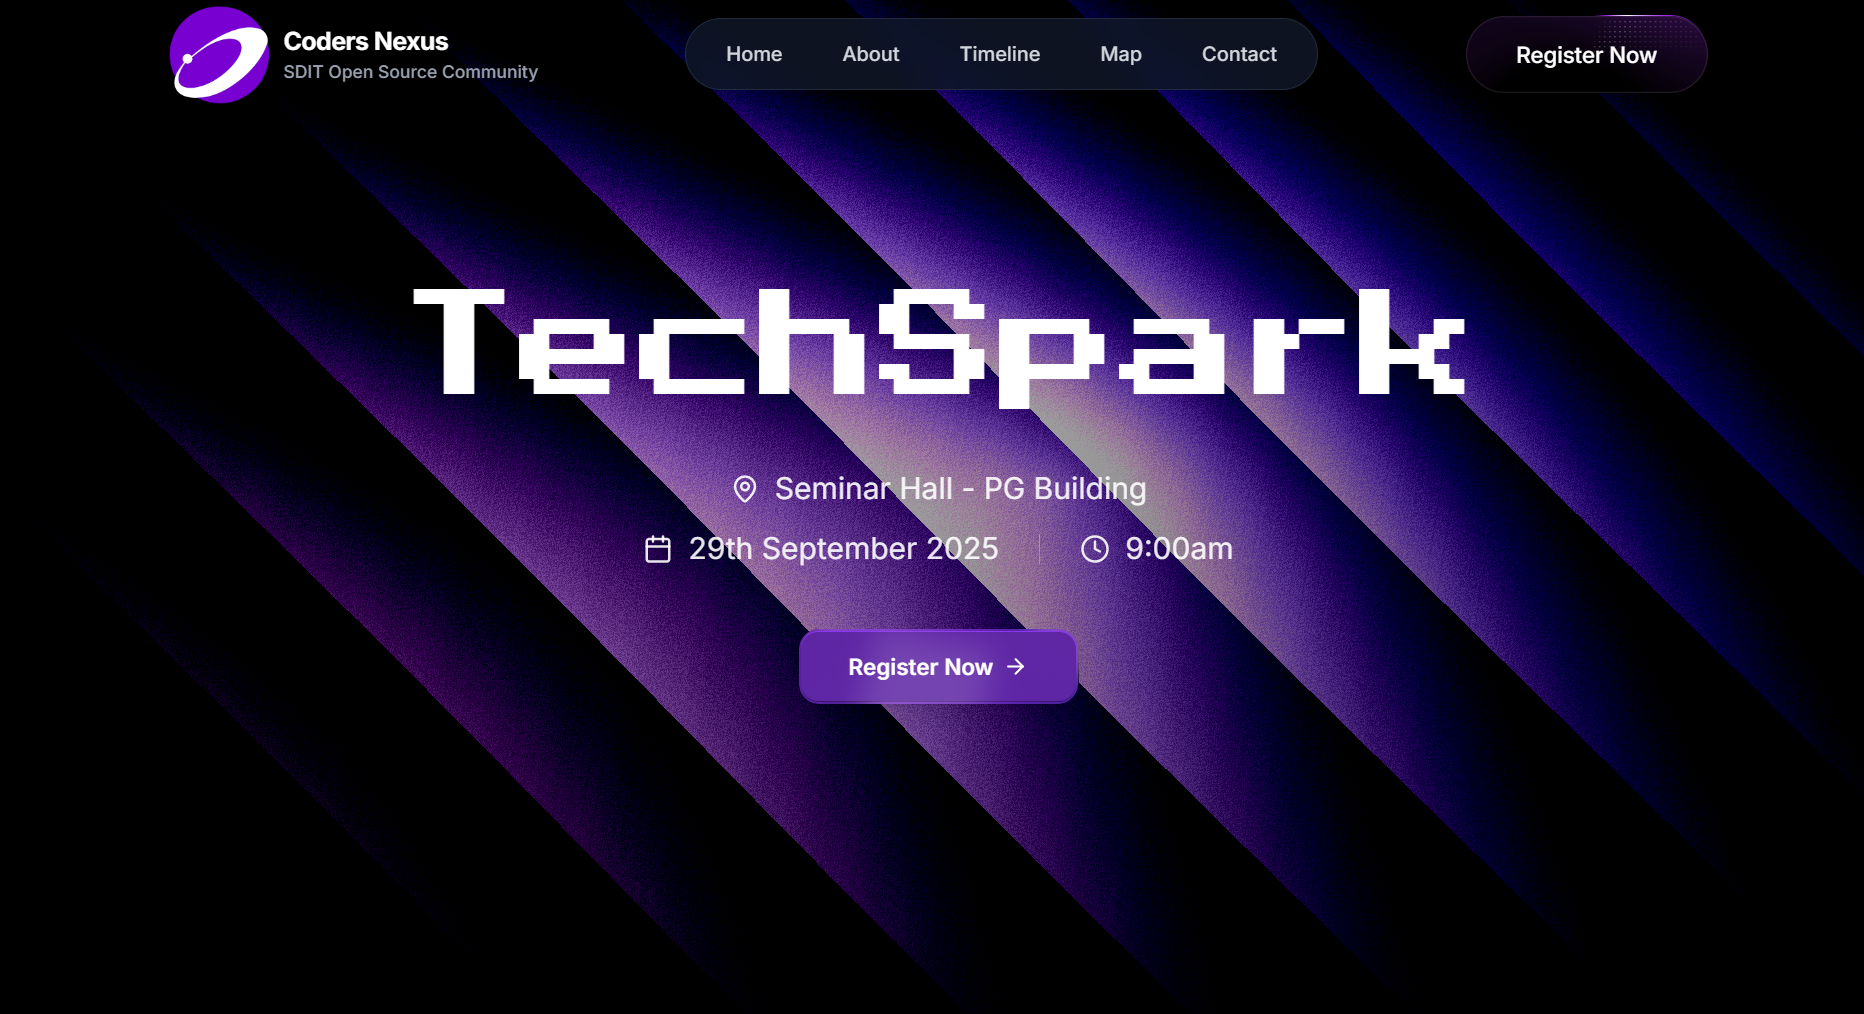 Coders Nexus
SDIT Open Source Community
Home About Timeline Map Contact
Register Now
TechSpark
Seminar Hall - PG Building
29th September 2025 9:00am
Register Now